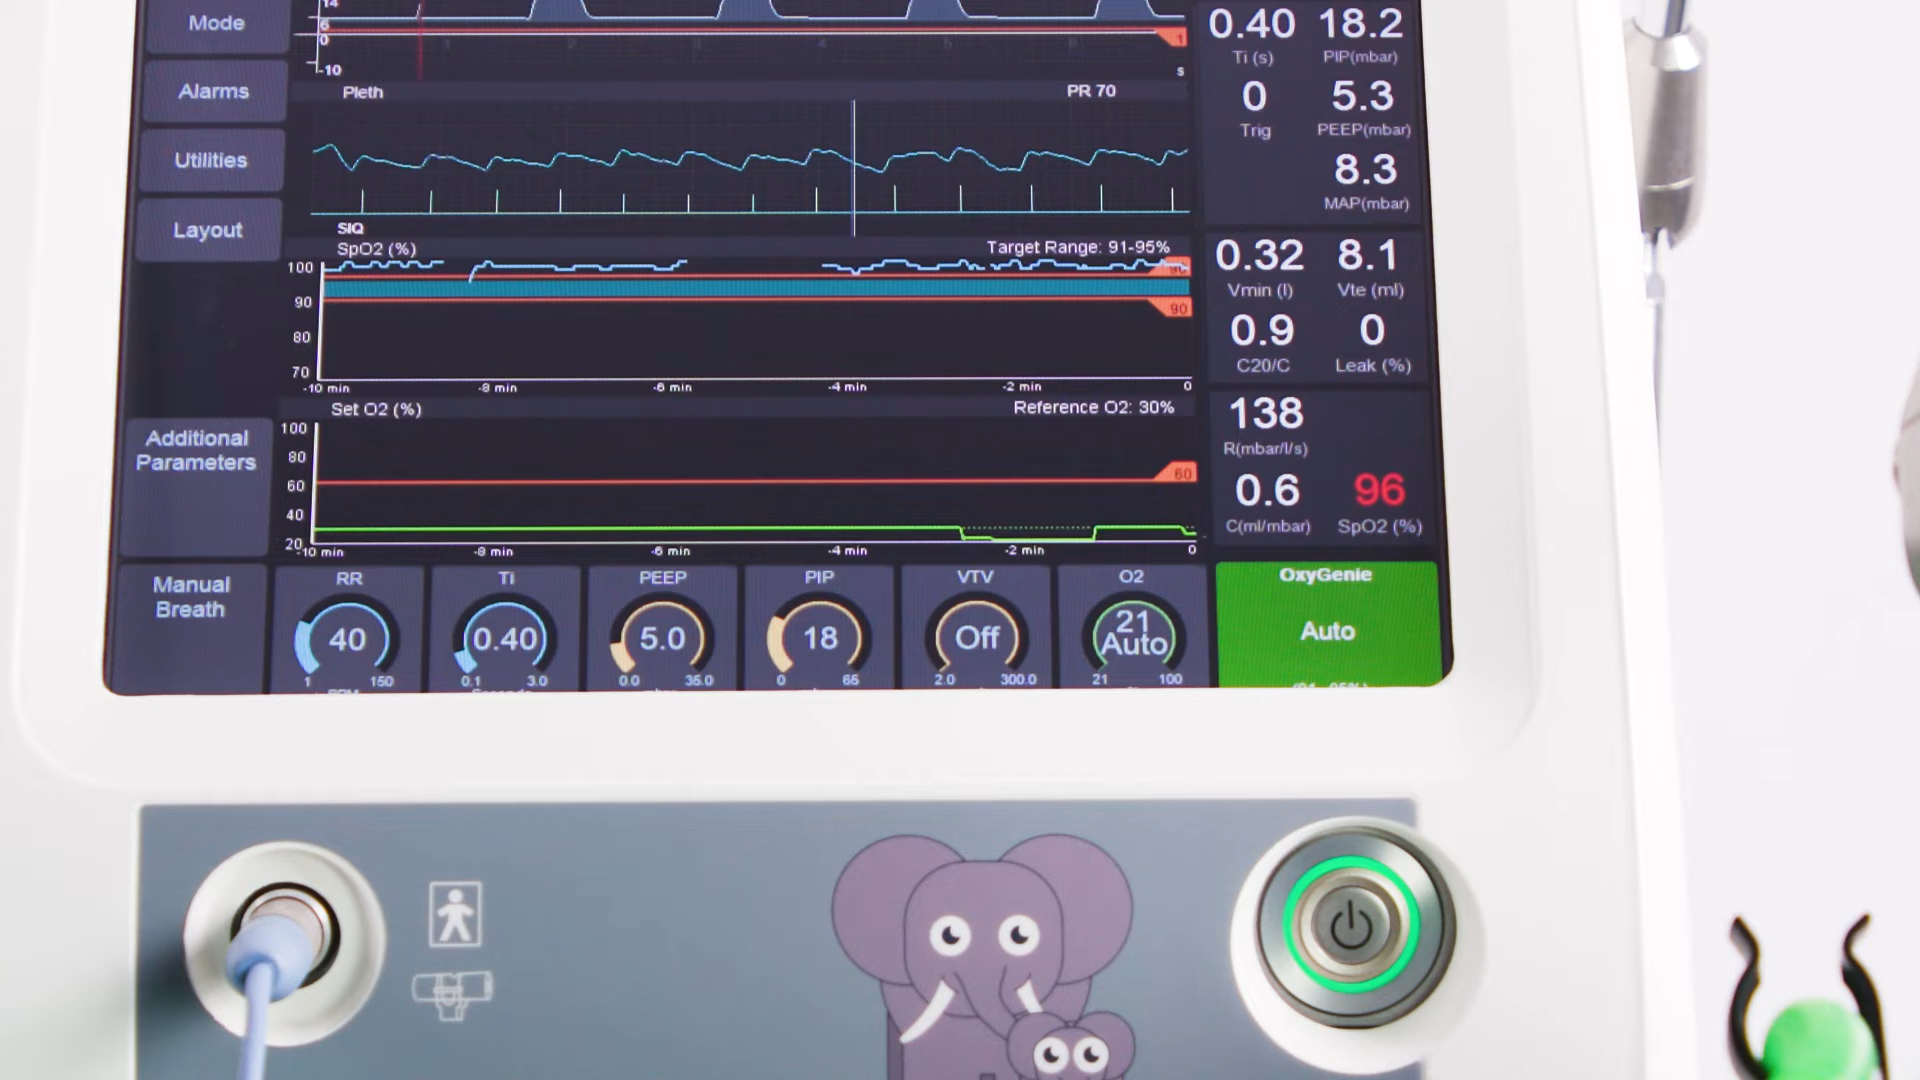 Mode
Alarms
Utilities
Layout
Additional
Parameters
Manual
Breath
14
6
0
-10
1
s
Pleth
PR 70
SIQ
SpO2 (%)
Target Range: 91-95%
100
90
80
70
90
-10 min
-8 min
-6 min
-4 min
-2 min
0
Set O2 (%)
Reference O2: 30%
100
80
60
40
20
60
-10 min
-8 min
-6 min
-4 min
-2 min
0
0.40 18.2
Ti (s) PIP(mbar)
0 5.3
Trig PEEP(mbar)
8.3
MAP(mbar)
0.32 8.1
Vmin (l) Vte (ml)
0.9 0
C20/C Leak (%)
138
R(mbar/l/s)
0.6 96
C(ml/mbar) SpO2 (%)
RR
40
1 150
Ti
0.40
0.1 3.0
PEEP
5.0
0.0 35.0
PIP
18
0 65
VTV
Off
2.0 300.0
O2
21
Auto
21 100
OxyGenie
Auto